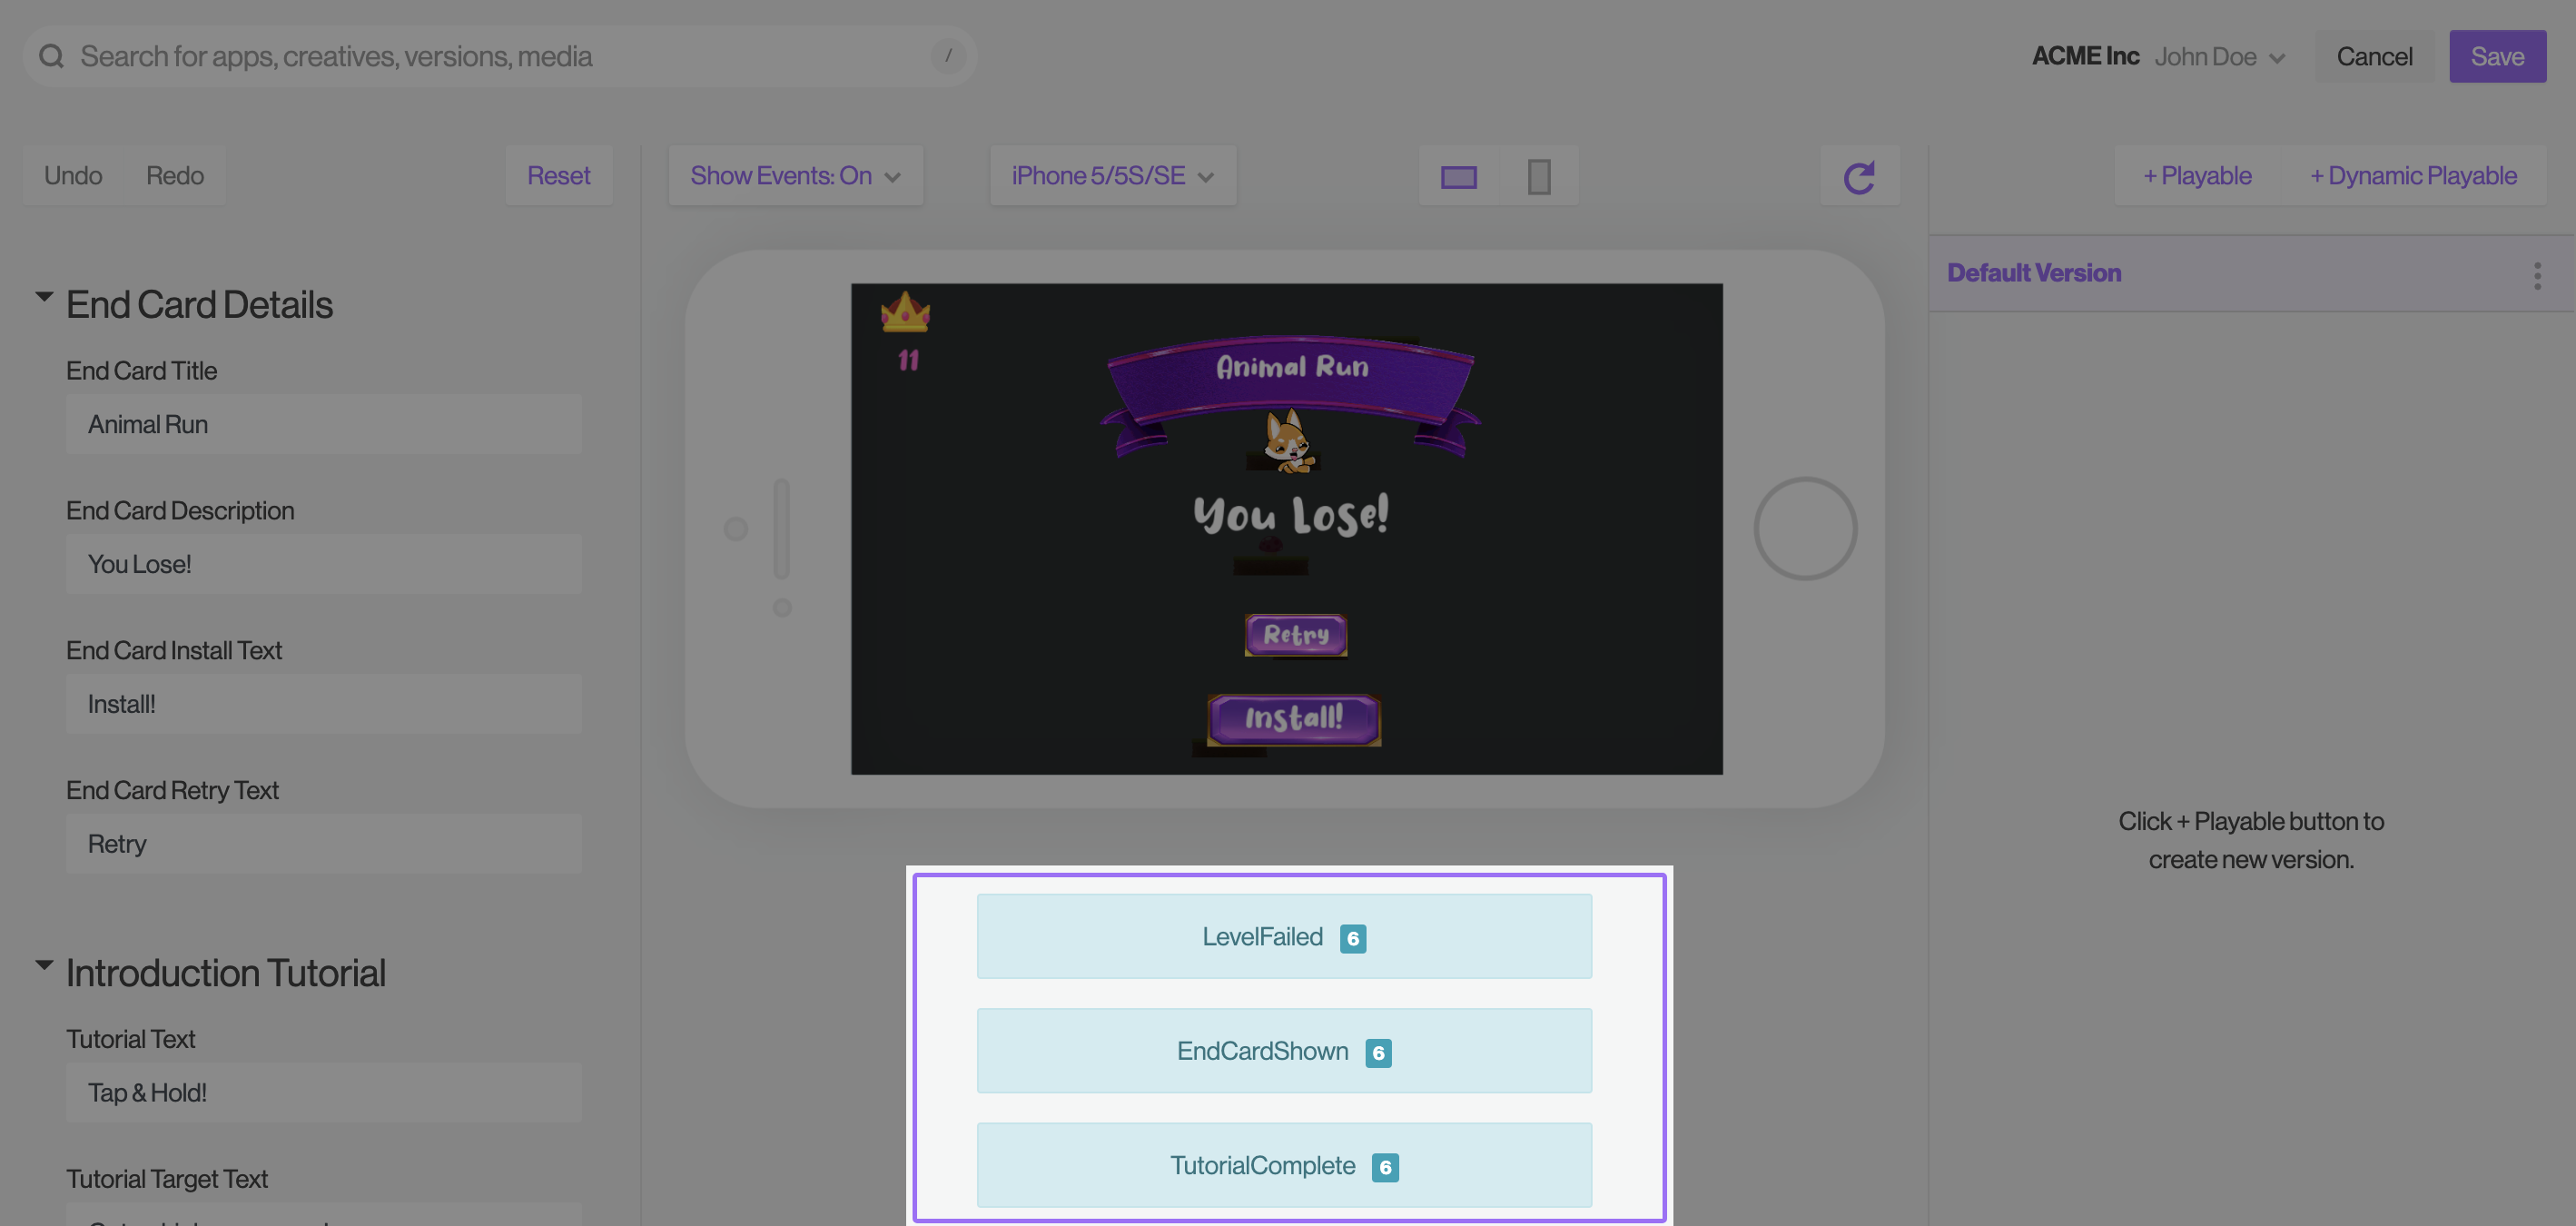 Search for apps, creatives, versions, media /
ACME Inc John Doe
Cancel
Save
Undo
Redo
Reset
Show Events: On
iPhone 5/5S/SE
+ Playable
+ Dynamic Playable
Default Version
End Card Details
End Card Title
Animal Run
End Card Description
You Lose!
End Card Install Text
Install!
End Card Retry Text
Retry
Introduction Tutorial
Tutorial Text
Tap & Hold!
Tutorial Target Text
11
Animal Run
You Lose!
Retry
Install!
LevelFailed 6
EndCardShown 6
TutorialComplete 6
Click + Playable button to
create new version.